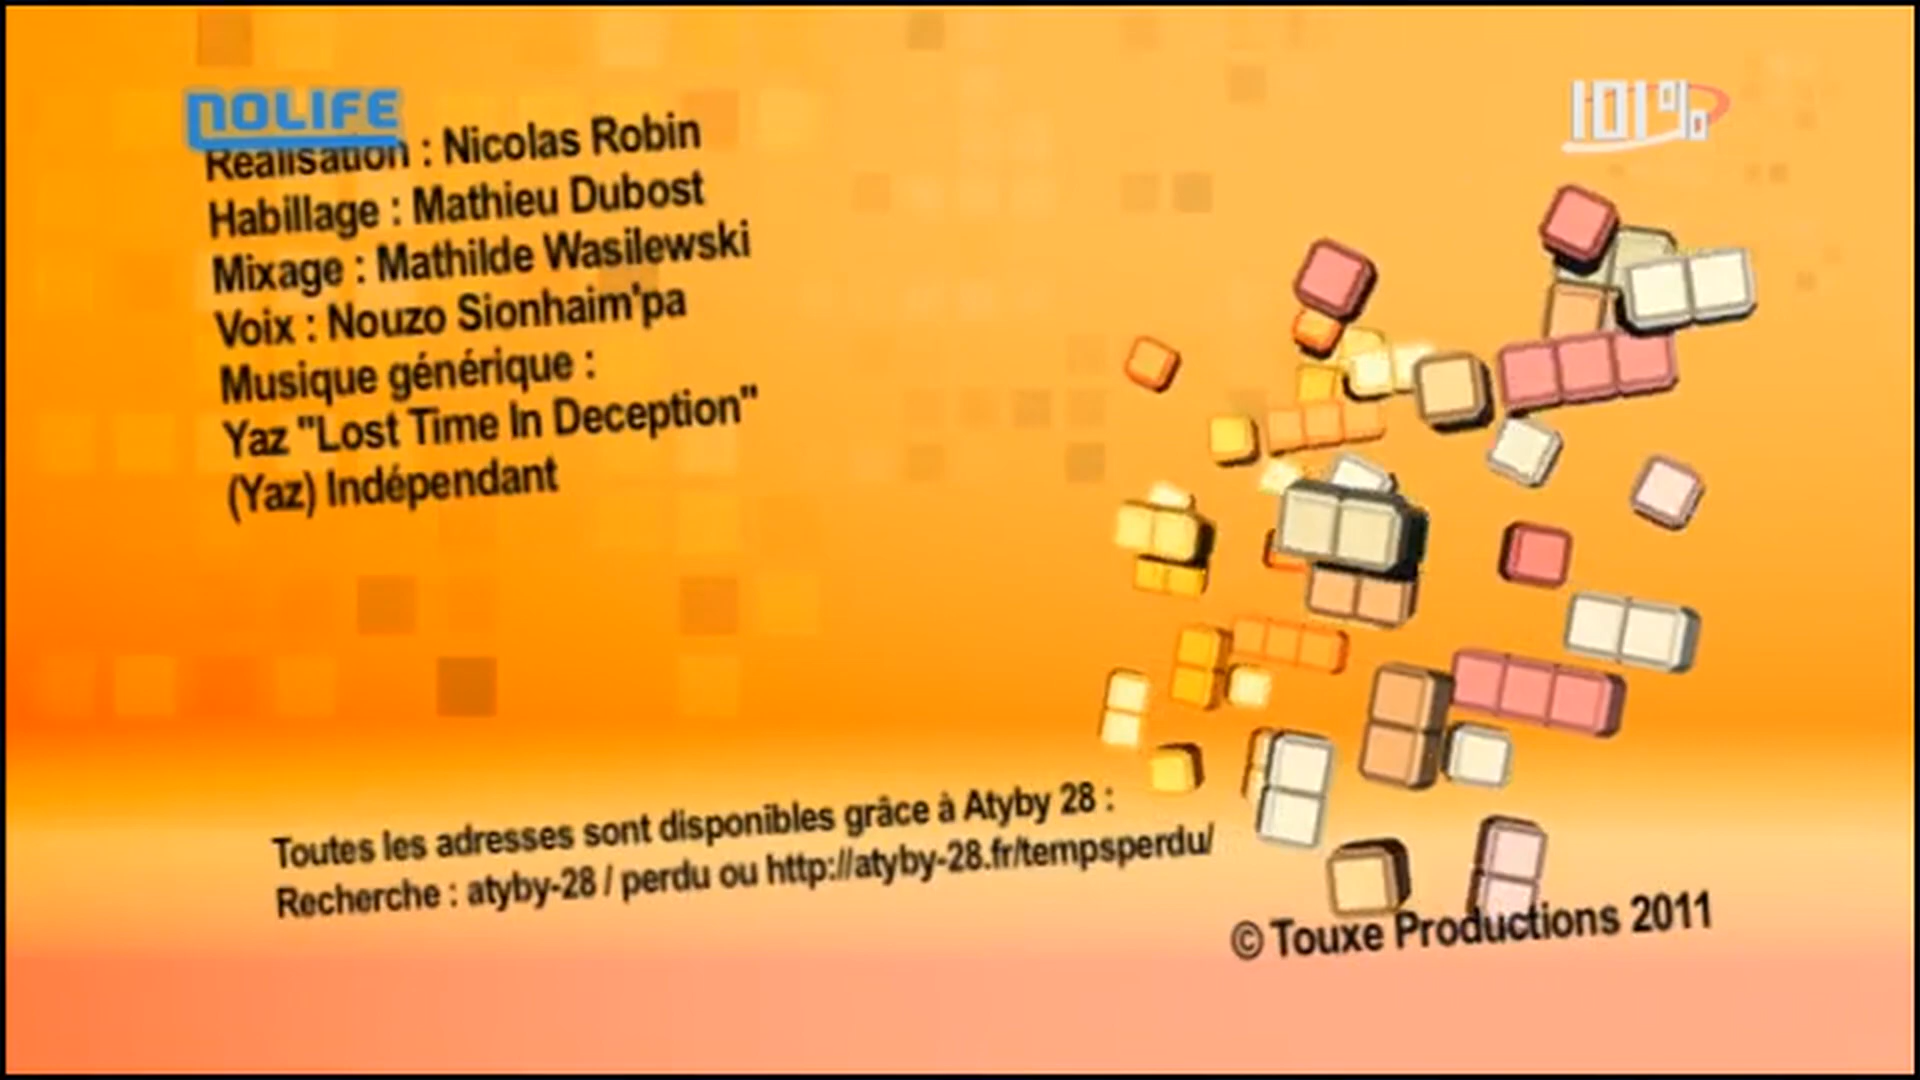 NOLIFE
101%
Réalisation : Nicolas Robin
Habillage : Mathieu Dubost
Mixage : Mathilde Wasilewski
Voix : Nouzo Sionhaim'pa
Musique générique :
Yaz "Lost Time In Deception"
(Yaz) Indépendant
Toutes les adresses sont disponibles grâce à Atyby 28 :
Recherche : atyby-28 / perdu ou http://atyby-28.fr/tempsperdu/
© Touxe Productions 2011